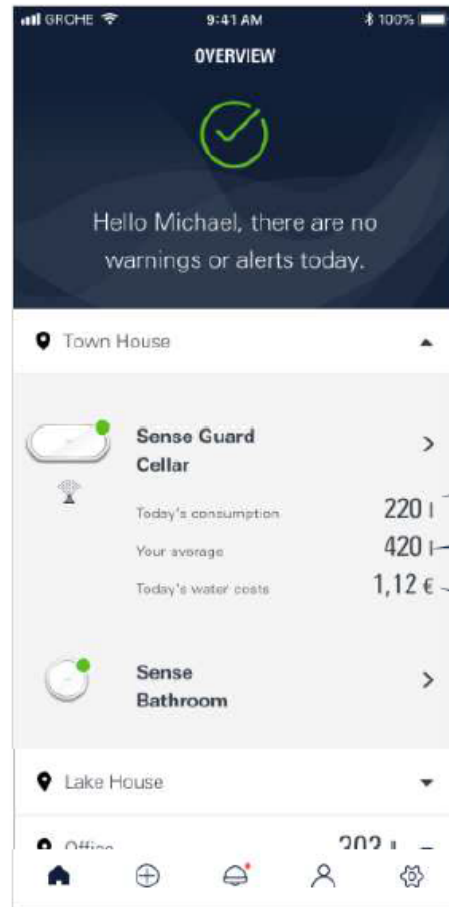 GROHE 9:41 AM 100%
OVERVIEW
Hello Michael, there are no
warnings or alerts today.
Town House
Sense Guard
Cellar
Today's consumption 220 l
Your average 420 l
Today's water costs 1,12 €
Sense
Bathroom
Lake House
Office 302 l